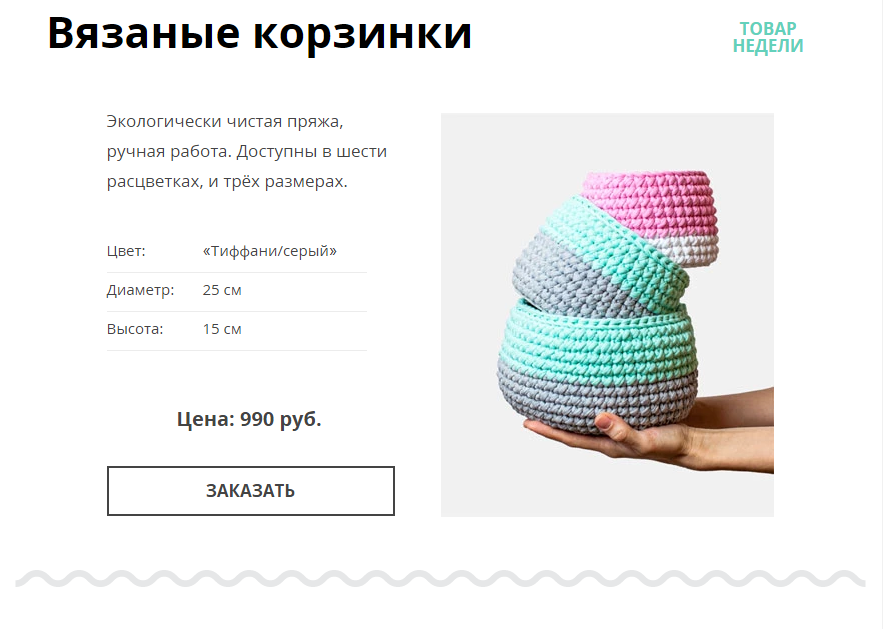 Вязаные корзинки
ТОВАР
НЕДЕЛИ
Экологически чистая пряжа,
ручная работа. Доступны в шести
расцветках, и трёх размерах.
Цвет: «Тиффани/серый»
Диаметр: 25 см
Высота: 15 см
Цена: 990 руб.
ЗАКАЗАТЬ